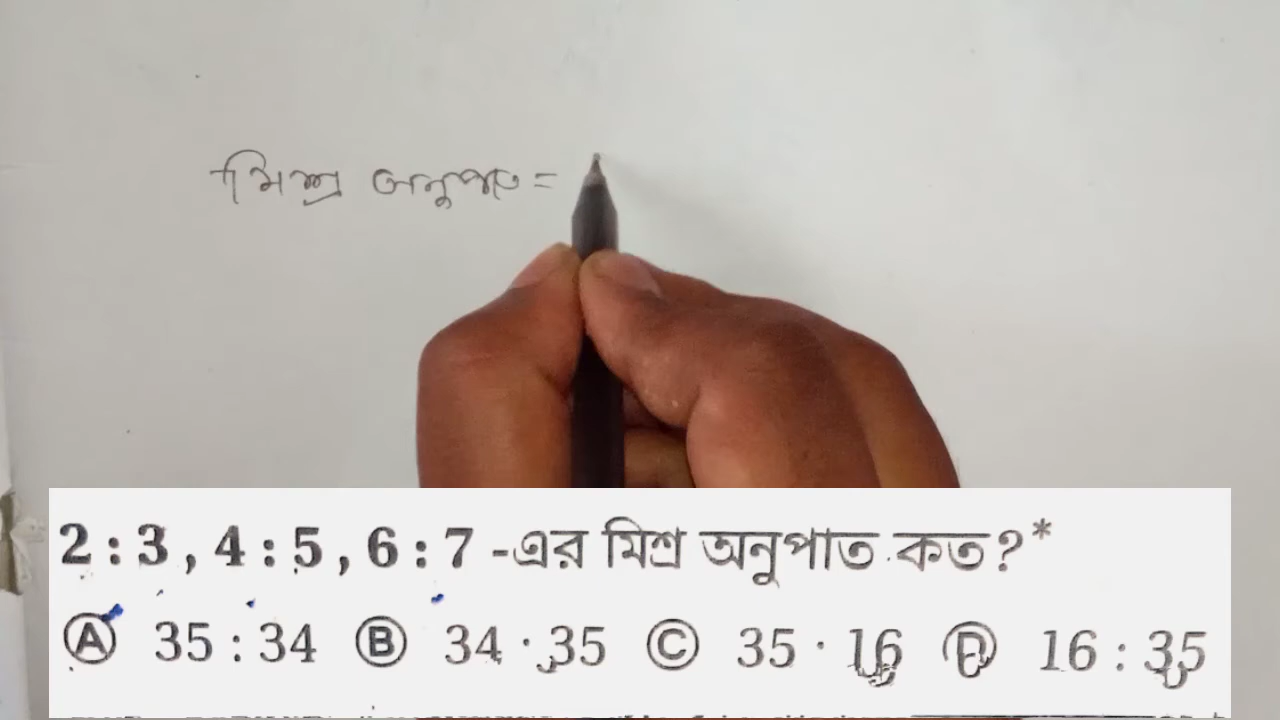 মিশ্র অনুপাত =
2 : 3 , 4 : 5 , 6 : 7 -এর মিশ্র অনুপাত কত?*
Ⓐ 35 : 34 Ⓑ 34 : 35 Ⓒ 35 : 16 Ⓓ 16 : 35